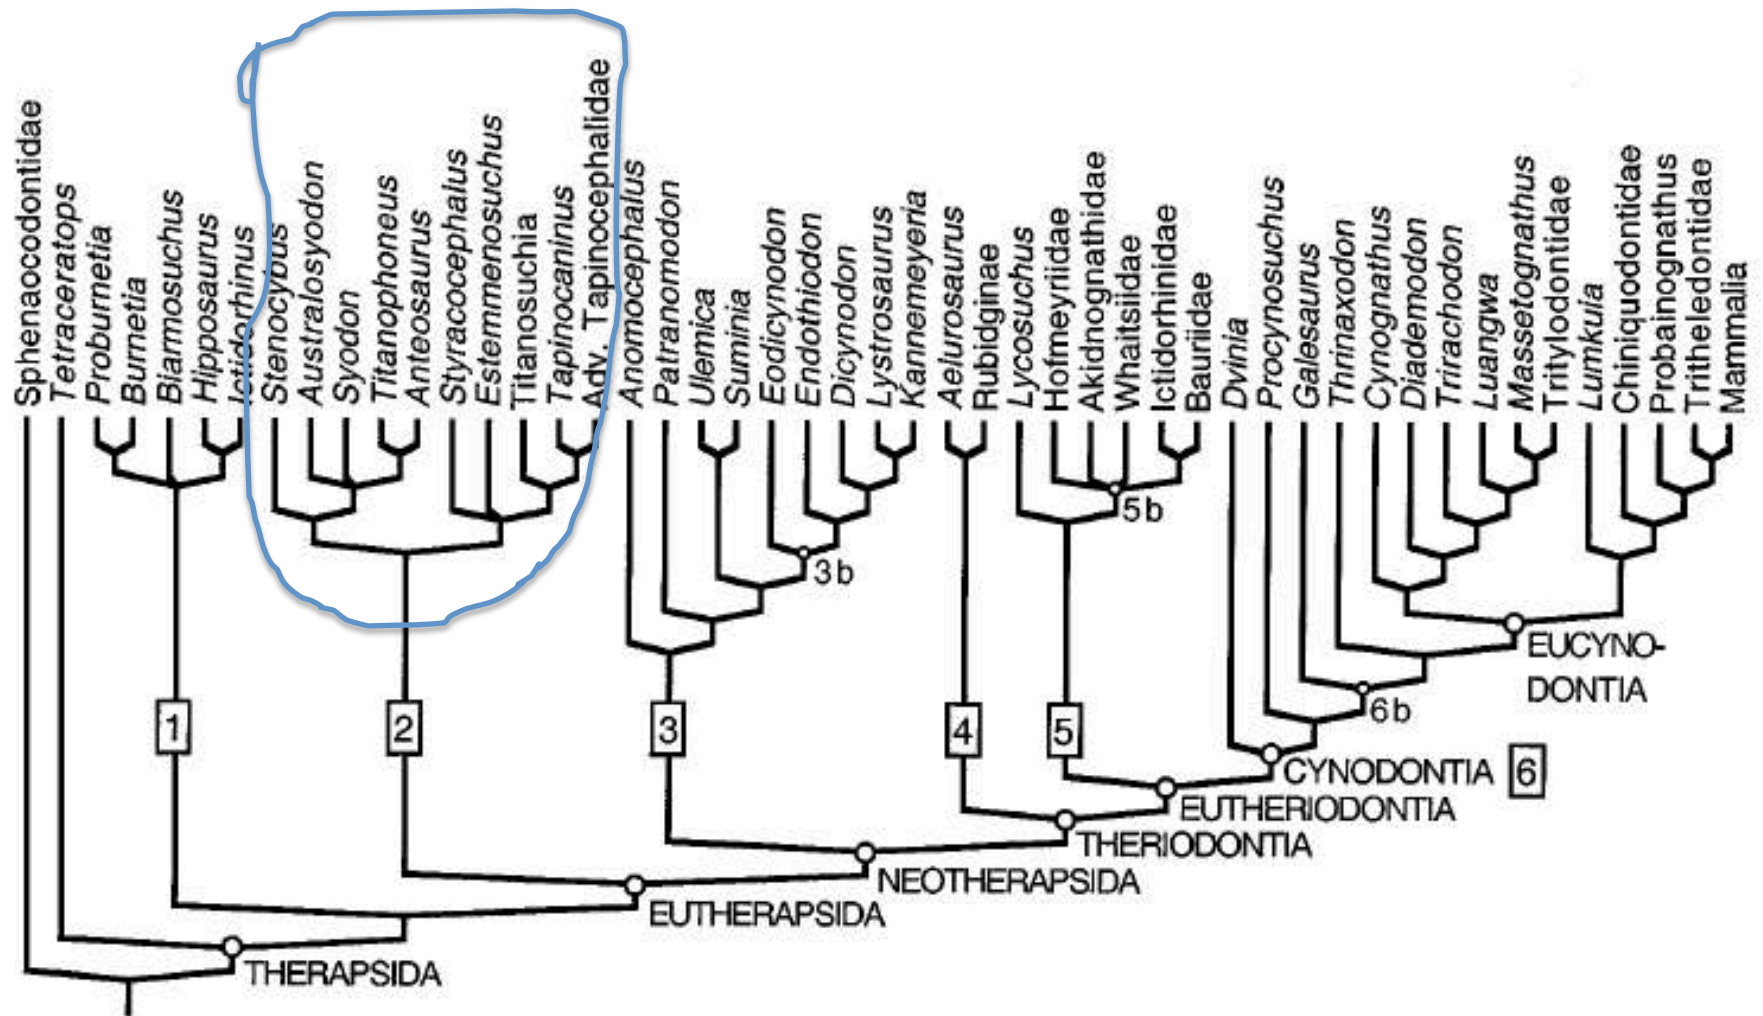 Sphenacodontidae
Tetraceratops
Proburnetia
Burnetia
Biarmosuchus
Hipposaurus
Ictidorhinus
Stenocybus
Australosyodon
Syodon
Titanophoneus
Anteosaurus
Styracocephalus
Estemmenosuchus
Titanosuchia
Tapinocaninus
Adv. Tapinocephalidae
Anomocephalus
Patranomodon
Ulemica
Suminia
Eodicynodon
Endothiodon
Dicynodon
Lystrosaurus
Kannemeyeria
Aelurosaurus
Rubidginae
Lycosuchus
Hofmeyriidae
Akidnognathidae
Whaitsiidae
Ictidorhinidae
Bauriidae
Dvinia
Procynosuchus
Galesaurus
Thrinaxodon
Cynognathus
Diademodon
Trirachodon
Luangwa
Massetognathus
Tritylodontidae
Lumkuia
Chiniquodontidae
Probainognathus
Tritheledontidae
Mammalia
5b
3b
EUCYNO-
DONTIA
6b
1
2
3
4
5
CYNODONTIA 6
EUTHERIODONTIA
THERIODONTIA
NEOTHERAPSIDA
EUTHERAPSIDA
THERAPSIDA